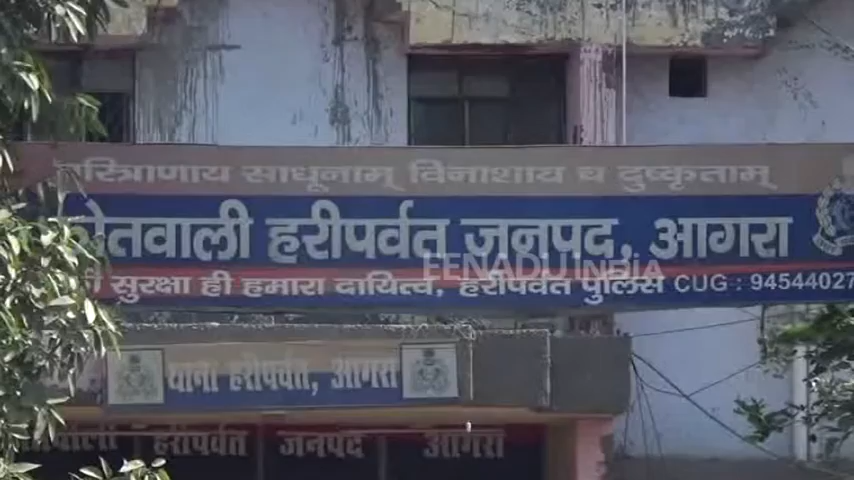 परित्राणाय साधूनाम् विनाशाय च दुष्कृताम्
कोतवाली हरीपर्वत जनपद, आगरा
सुरक्षा ही हमारा दायित्व, हरीपर्वत पुलिस CUG : 94544027
EENADU India
थाना हरीपर्वत, आगरा
हरीपर्वत जनपद आगरा